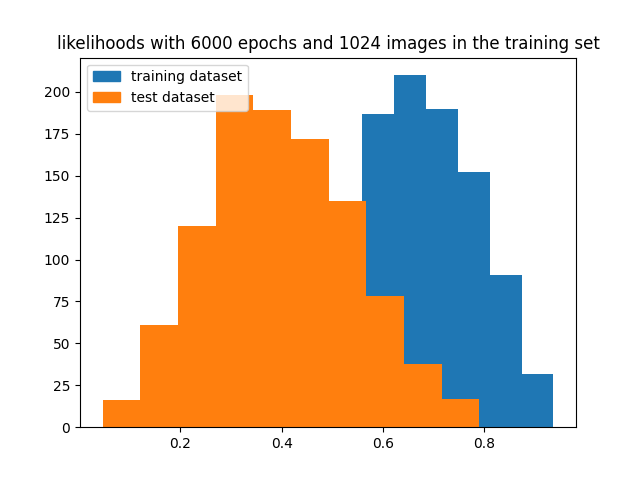 likelihoods with 6000 epochs and 1024 images in the training set
training dataset
test dataset
200
175
150
125
100
75
50
25
0
0.2 0.4 0.6 0.8